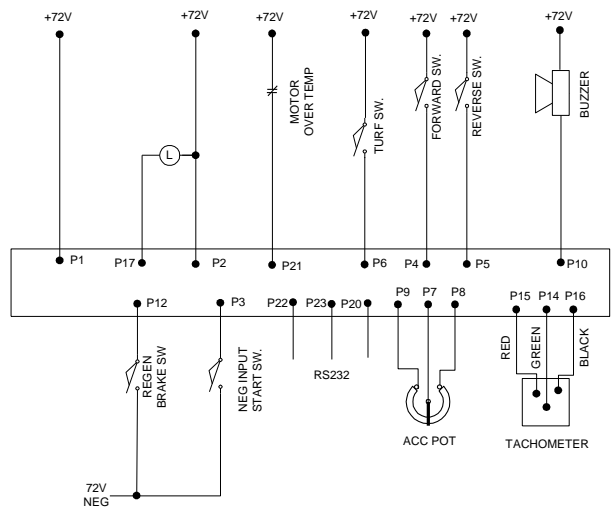 +72V +72V +72V +72V +72V +72V +72V
MOTOR
OVER TEMP
TURF SW.
FORWARD SW.
REVERSE SW.
BUZZER
L
P1 P17 P2 P21 P6 P4 P5 P10
P12 P3 P22 P23 P20 P9 P7 P8 P15 P14 P16
REGEN
BRAKE SW
NEG INPUT
START SW.
RS232
RED
GREEN
BLACK
ACC POT
TACHOMETER
72V
NEG